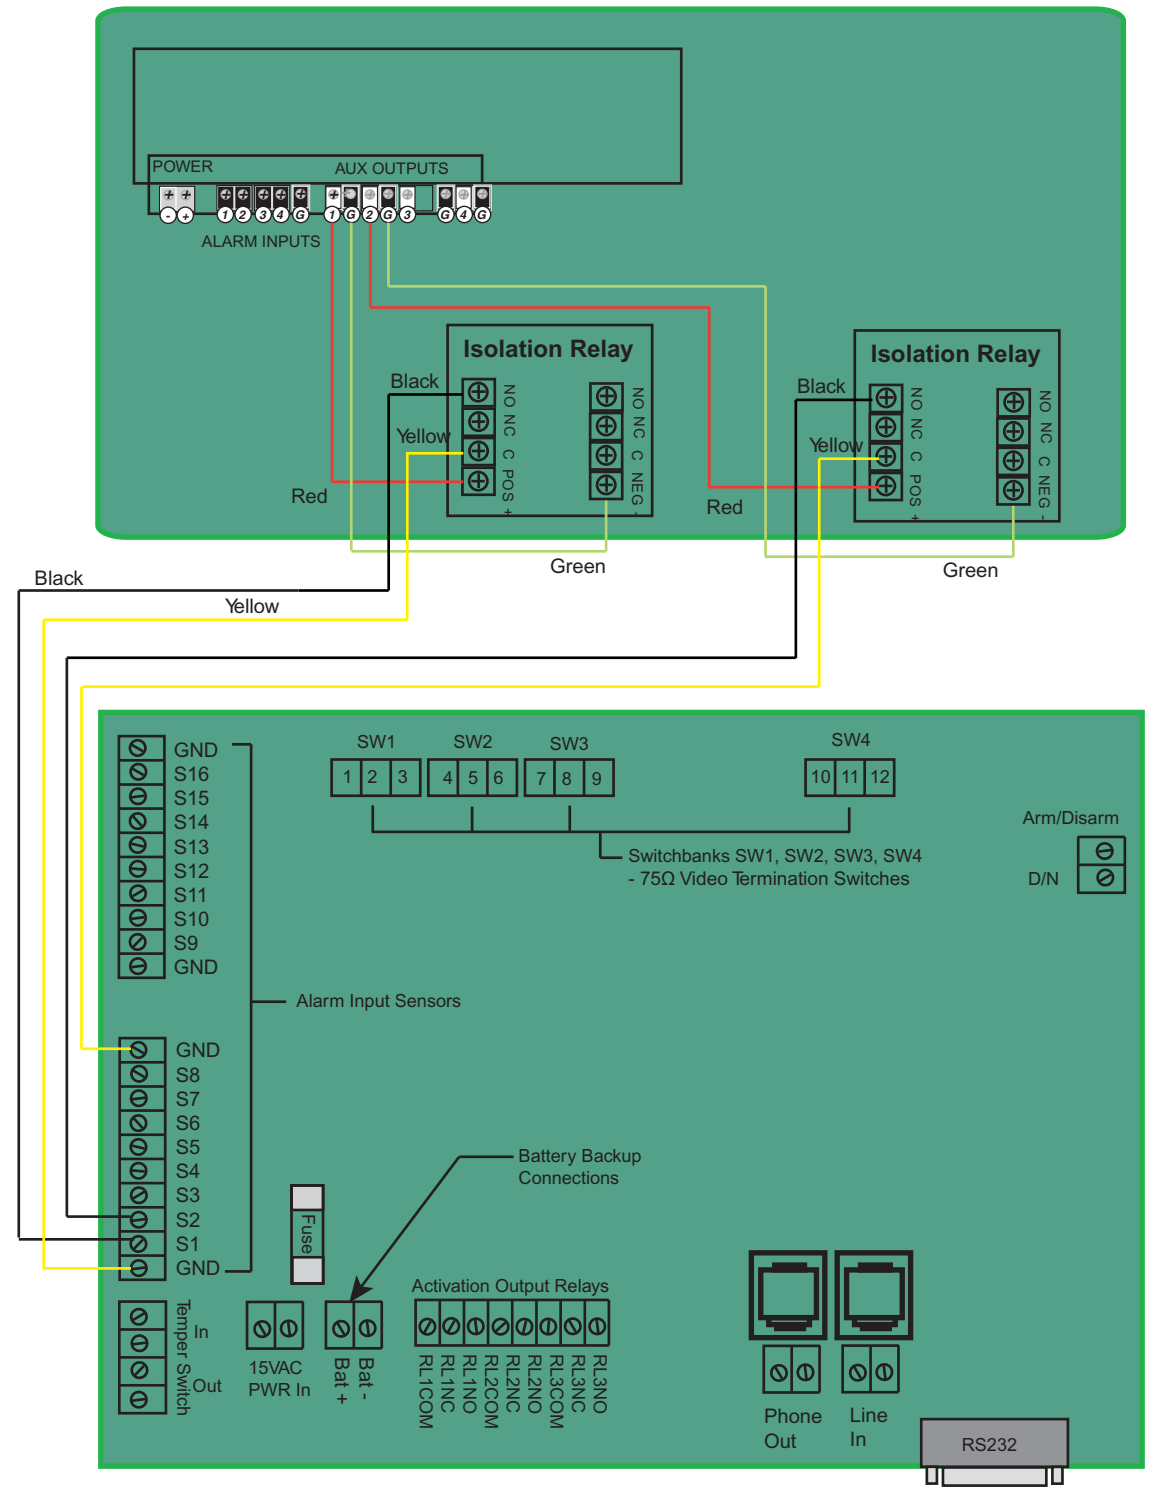 POWER
AUX OUTPUTS
- + 1 2 3 4 G 1 G 2 G 3 G 4 G
ALARM INPUTS
Isolation Relay
NO NC C POS +
NO NC C NEG -
Black
Yellow
Red
Green
Isolation Relay
NO NC C POS +
NO NC C NEG -
Black
Yellow
Red
Green
Black
Yellow
GND
S16
S15
S14
S13
S12
S11
S10
S9
GND
SW1
1 2 3
SW2
4 5 6
SW3
7 8 9
SW4
10 11 12
Switchbanks SW1, SW2, SW3, SW4
- 75Ω Video Termination Switches
Arm/Disarm
D/N
Alarm Input Sensors
GND
S8
S7
S6
S5
S4
S3
S2
S1
GND
Battery Backup
Connections
Fuse
Temper Switch
In
Out
15VAC
PWR In
Bat +
Bat -
Activation Output Relays
RL1COM
RL1NC
RL1NO
RL2COM
RL2NC
RL2NO
RL3COM
RL3NC
RL3NO
Phone
Out
Line
In
RS232